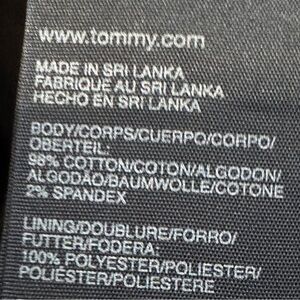 www.tommy.com
MADE IN SRI LANKA
FABRIQUE AU SRI LANKA
HECHO EN SRI LANKA
BODY/CORPS/CUERPO/CORPO/
OBERTEIL:
98% COTTON/COTON/ALGODON/
ALGODÃO/BAUMWOLLE/COTONE
2% SPANDEX
LINING/DOUBLURE/FORRO/
FUTTER/FODERA:
100% POLYESTER/POLIESTER/
POLIÉSTER/POLIESTERE